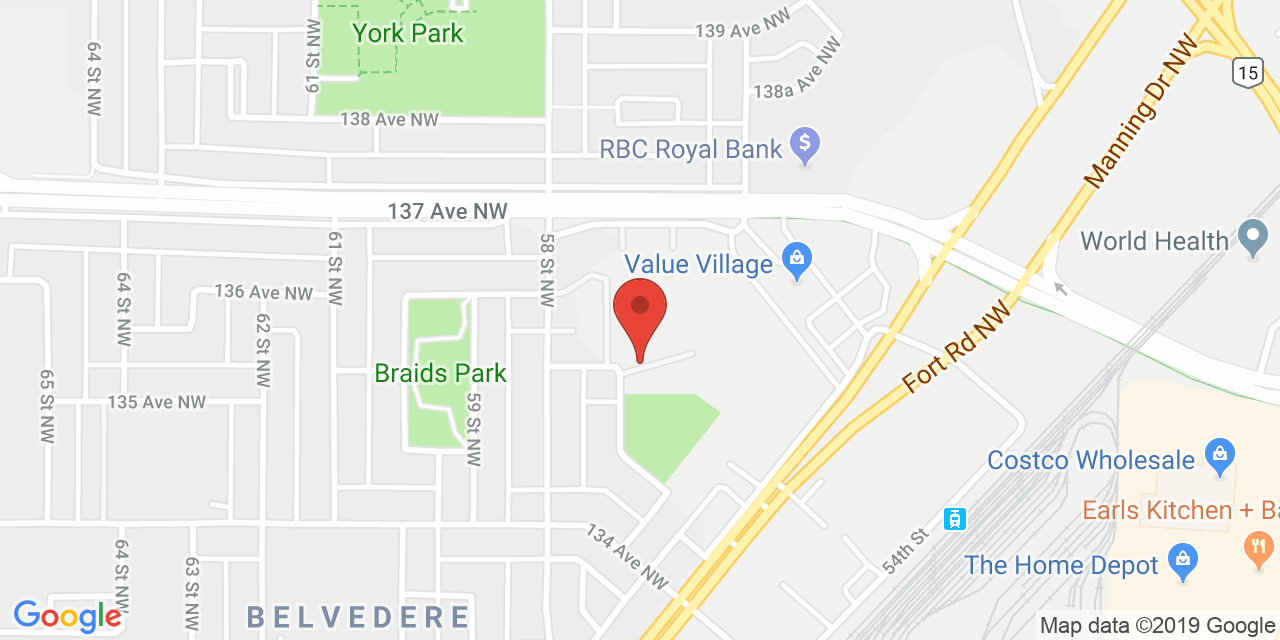 York Park
64 St NW
61 St NW
139 Ave NW
138a Ave NW
138 Ave NW
58 St NW
RBC Royal Bank
15
Manning Dr NW
137 Ave NW
61 St NW
World Health
Value Village
64 St NW
136 Ave NW
62 St NW
Fort Rd NW
Braids Park
65 St NW
135 Ave NW
59 St NW
Costco Wholesale
Earls Kitchen + Ba
134 Ave NW
54th St
The Home Depot
64 St NW
63 St NW
BELVEDERE
Google
Map data ©2019 Google